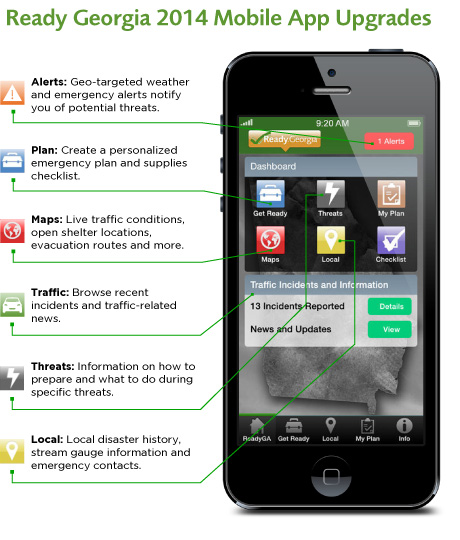 Ready Georgia 2014 Mobile App Upgrades
Alerts: Geo-targeted weather
and emergency alerts notify
you of potential threats.
Plan: Create a personalized
emergency plan and supplies
checklist.
Maps: Live traffic conditions,
open shelter locations,
evacuation routes and more.
Traffic: Browse recent
incidents and traffic-related
news.
Threats: Information on how to
prepare and what to do during
specific threats.
Local: Local disaster history,
stream gauge information and
emergency contacts.
9:20 AM
ReadyGeorgia
1 Alerts
Dashboard
Get Ready Threats My Plan
Maps Local Checklist
Traffic Incidents and Information
13 Incidents Reported Details
News and Updates View
ReadyGA Get Ready Local My Plan Info